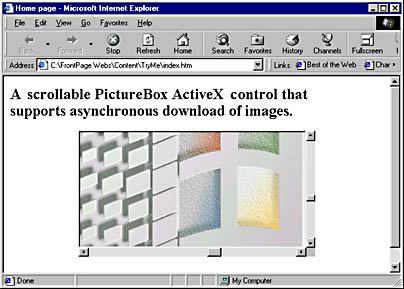 Home page - Microsoft Internet Explorer
File Edit View Go Favorites Help
Back Forward Stop Refresh Home Search Favorites History Channels Fullscreen
Address C:\FrontPage Webs\Content\TryMe\index.htm Links Best of the Web Char
A scrollable PictureBox ActiveX control that
supports asynchronous download of images.
Done My Computer